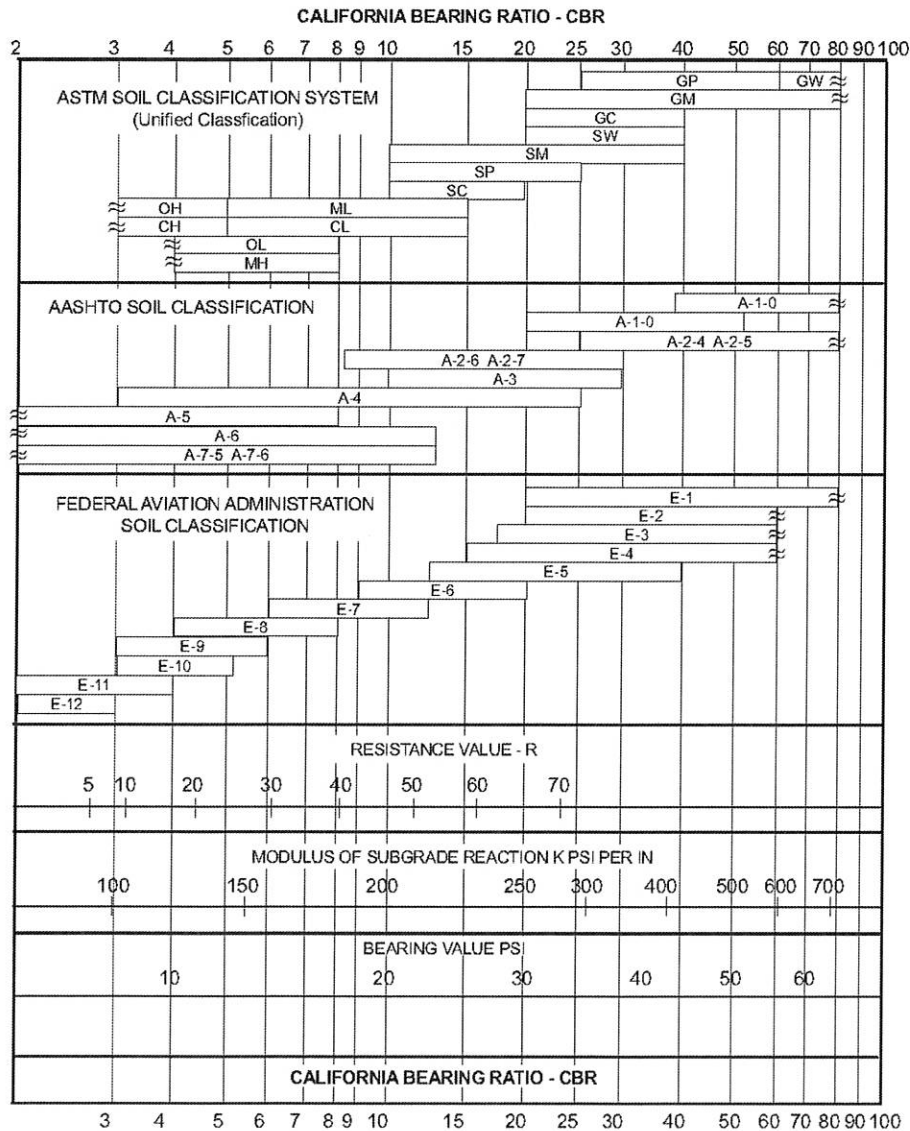 CALIFORNIA BEARING RATIO - CBR
2 3 4 5 6 7 8 9 10 15 20 25 30 40 50 60 70 80 90 100
GP GW
ASTM SOIL CLASSIFICATION SYSTEM
GM
(Unified Classfication)
GC
SW
SM
SP
SC
OH ML
CH CL
OL
MH
AASHTO SOIL CLASSIFICATION
A-1-0
A-1-0
A-2-4 A-2-5
A-2-6 A-2-7
A-3
A-4
A-5
A-6
A-7-5 A-7-6
FEDERAL AVIATION ADMINISTRATION
SOIL CLASSIFICATION
E-1
E-2
E-3
E-4
E-5
E-6
E-7
E-8
E-9
E-10
E-11
E-12
RESISTANCE VALUE - R
5 10 20 30 40 50 60 70
MODULUS OF SUBGRADE REACTION K PSI PER IN
100 150 200 250 300 400 500 600 700
BEARING VALUE PSI
10 20 30 40 50 60
CALIFORNIA BEARING RATIO - CBR
3 4 5 6 7 8 9 10 15 20 25 30 40 50 60 70 80 90 100